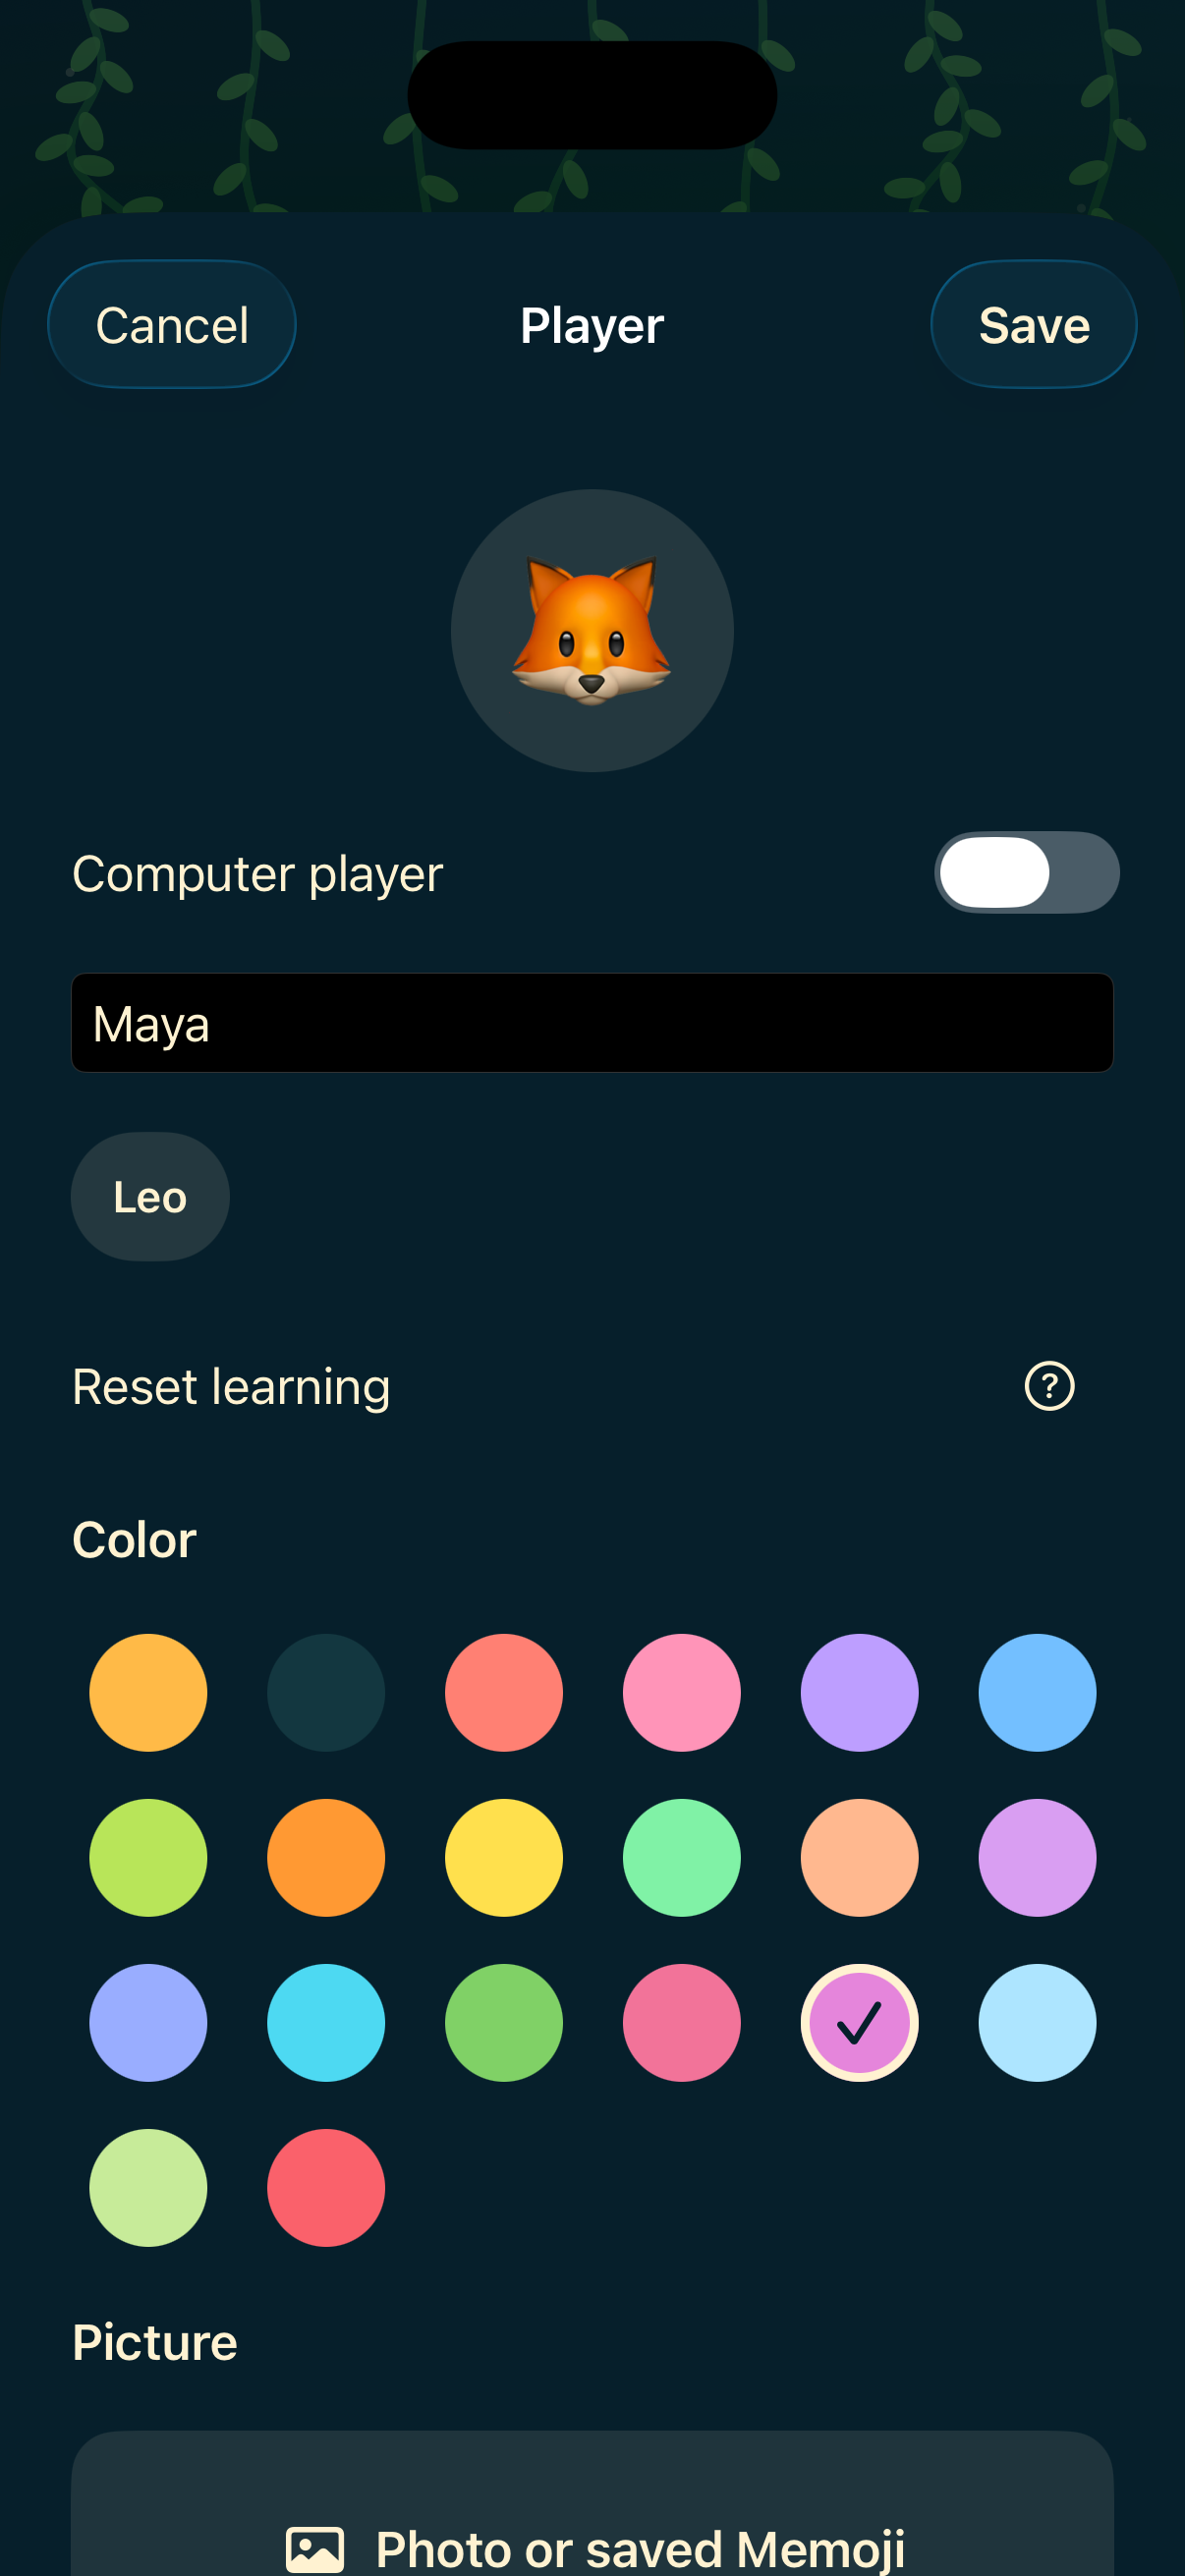 Cancel
Player
Save
Computer player
Maya
Leo
Reset learning
?
Color
Picture
Photo or saved Memoji